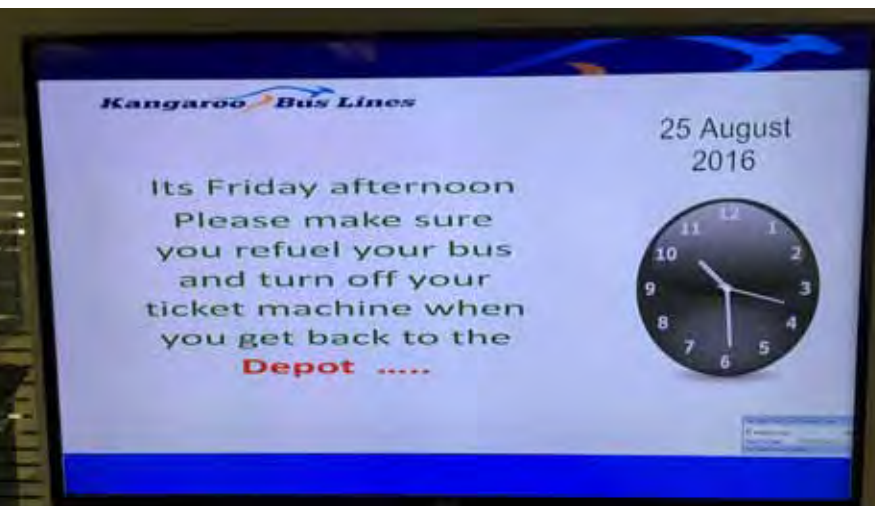 Kangaroo Bus Lines
25 August
2016
Its Friday afternoon
Please make sure
you refuel your bus
and turn off your
ticket machine when
you get back to the
Depot .....
12
1
2
3
4
5
6
7
8
9
10
11